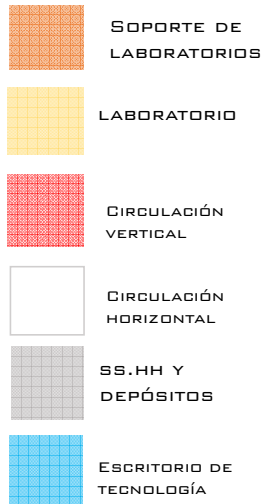 Soporte de
laboratorios
laboratorio
Circulación
vertical
Circulación
horizontal
ss.hh y
depósitos
Escritorio de
tecnología